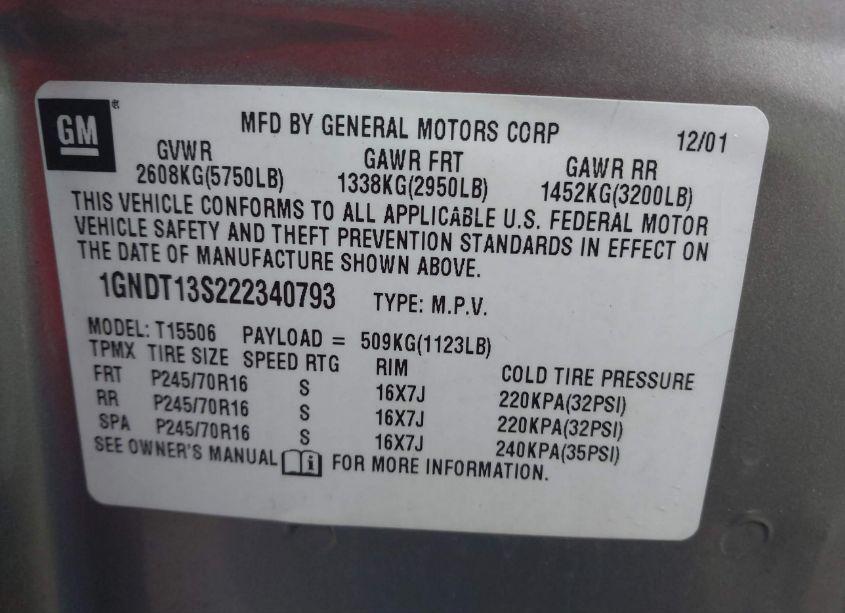 GM®
MFD BY GENERAL MOTORS CORP 12/01
GVWR GAWR FRT GAWR RR
2608KG(5750LB) 1338KG(2950LB) 1452KG(3200LB)
THIS VEHICLE CONFORMS TO ALL APPLICABLE U.S. FEDERAL MOTOR
VEHICLE SAFETY AND THEFT PREVENTION STANDARDS IN EFFECT ON
THE DATE OF MANUFACTURE SHOWN ABOVE.
1GNDT13S222340793 TYPE: M.P.V.
MODEL: T15506 PAYLOAD = 509KG(1123LB)
TPMX TIRE SIZE SPEED RTG RIM COLD TIRE PRESSURE
FRT P245/70R16 S 16X7J 220KPA(32PSI)
RR P245/70R16 S 16X7J 220KPA(32PSI)
SPA P245/70R16 S 16X7J 240KPA(35PSI)
SEE OWNER'S MANUAL i FOR MORE INFORMATION.